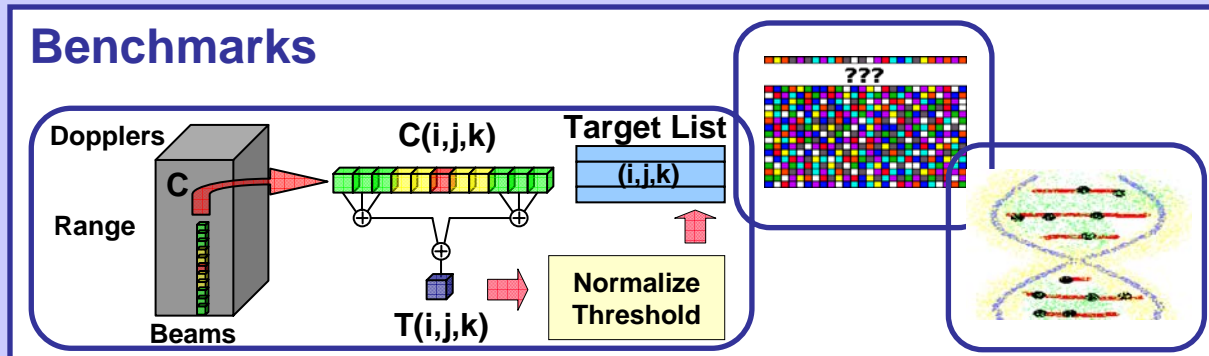 Benchmarks
???
Dopplers
C(i,j,k)
Target List
C
(i,j,k)
Range
Normalize
Threshold
T(i,j,k)
Beams